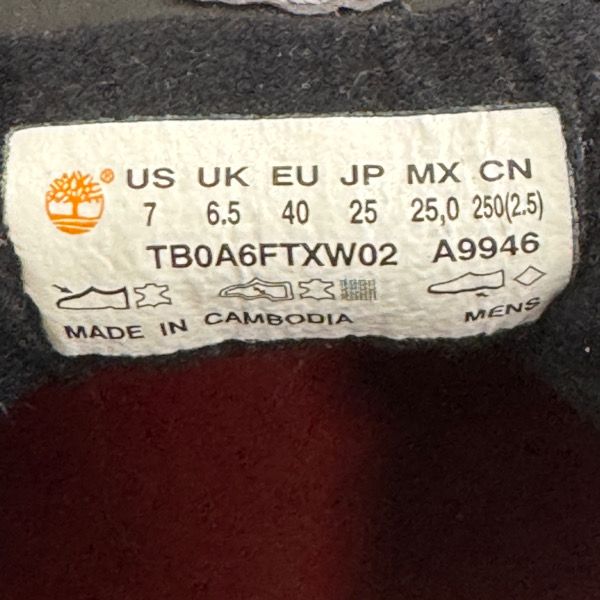 ® US UK EU JP MX CN
7 6.5 40 25 25,0 250(2.5)
TB0A6FTXW02 A9946
MADE IN CAMBODIA MENS